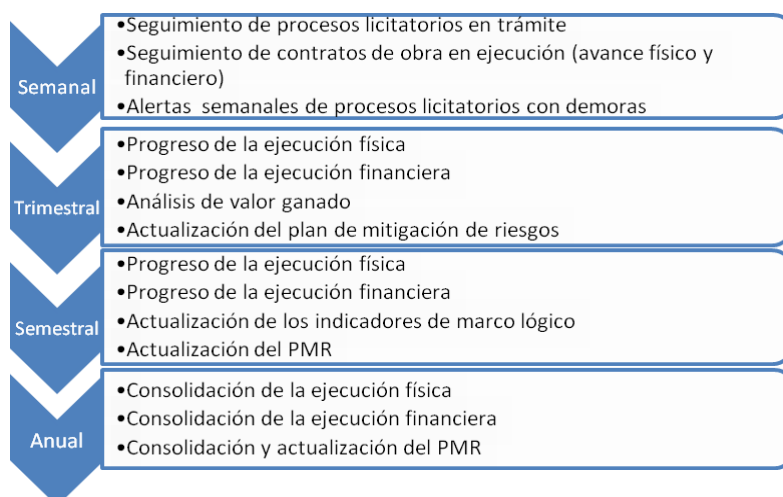 Semanal
•Seguimiento de procesos licitatorios en trámite
•Seguimiento de contratos de obra en ejecución (avance físico y
financiero)
•Alertas semanales de procesos licitatorios con demoras
Trimestral
•Progreso de la ejecución física
•Progreso de la ejecución financiera
•Análisis de valor ganado
•Actualización del plan de mitigación de riesgos
Semestral
•Progreso de la ejecución física
•Progreso de la ejecución financiera
•Actualización de los indicadores de marco lógico
•Actualización del PMR
Anual
•Consolidación de la ejecución física
•Consolidación de la ejecución financiera
•Consolidación y actualización del PMR